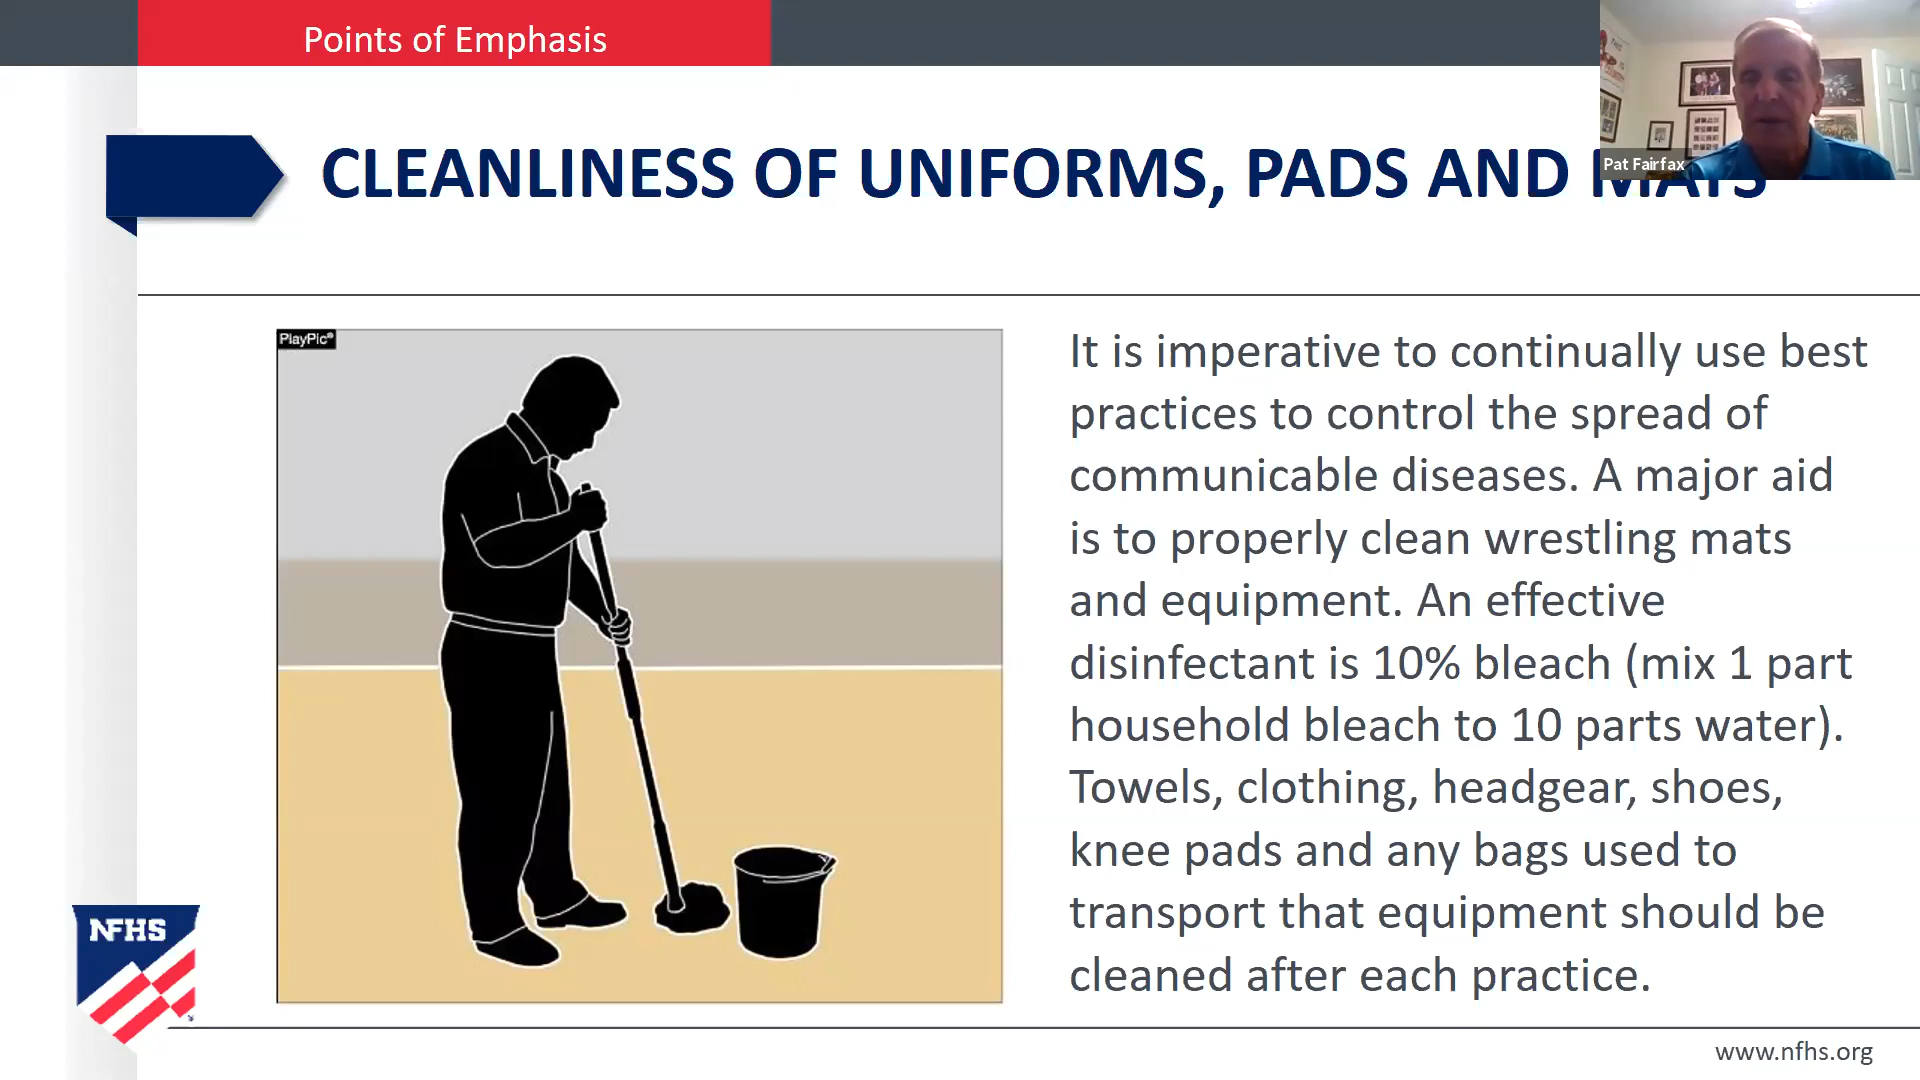 Points of Emphasis
CLEANLINESS OF UNIFORMS, PADS AND MATS
Pat Fairfax
PlayPic®
It is imperative to continually use best
practices to control the spread of
communicable diseases. A major aid
is to properly clean wrestling mats
and equipment. An effective
disinfectant is 10% bleach (mix 1 part
household bleach to 10 parts water).
Towels, clothing, headgear, shoes,
knee pads and any bags used to
transport that equipment should be
cleaned after each practice.
NFHS
www.nfhs.org